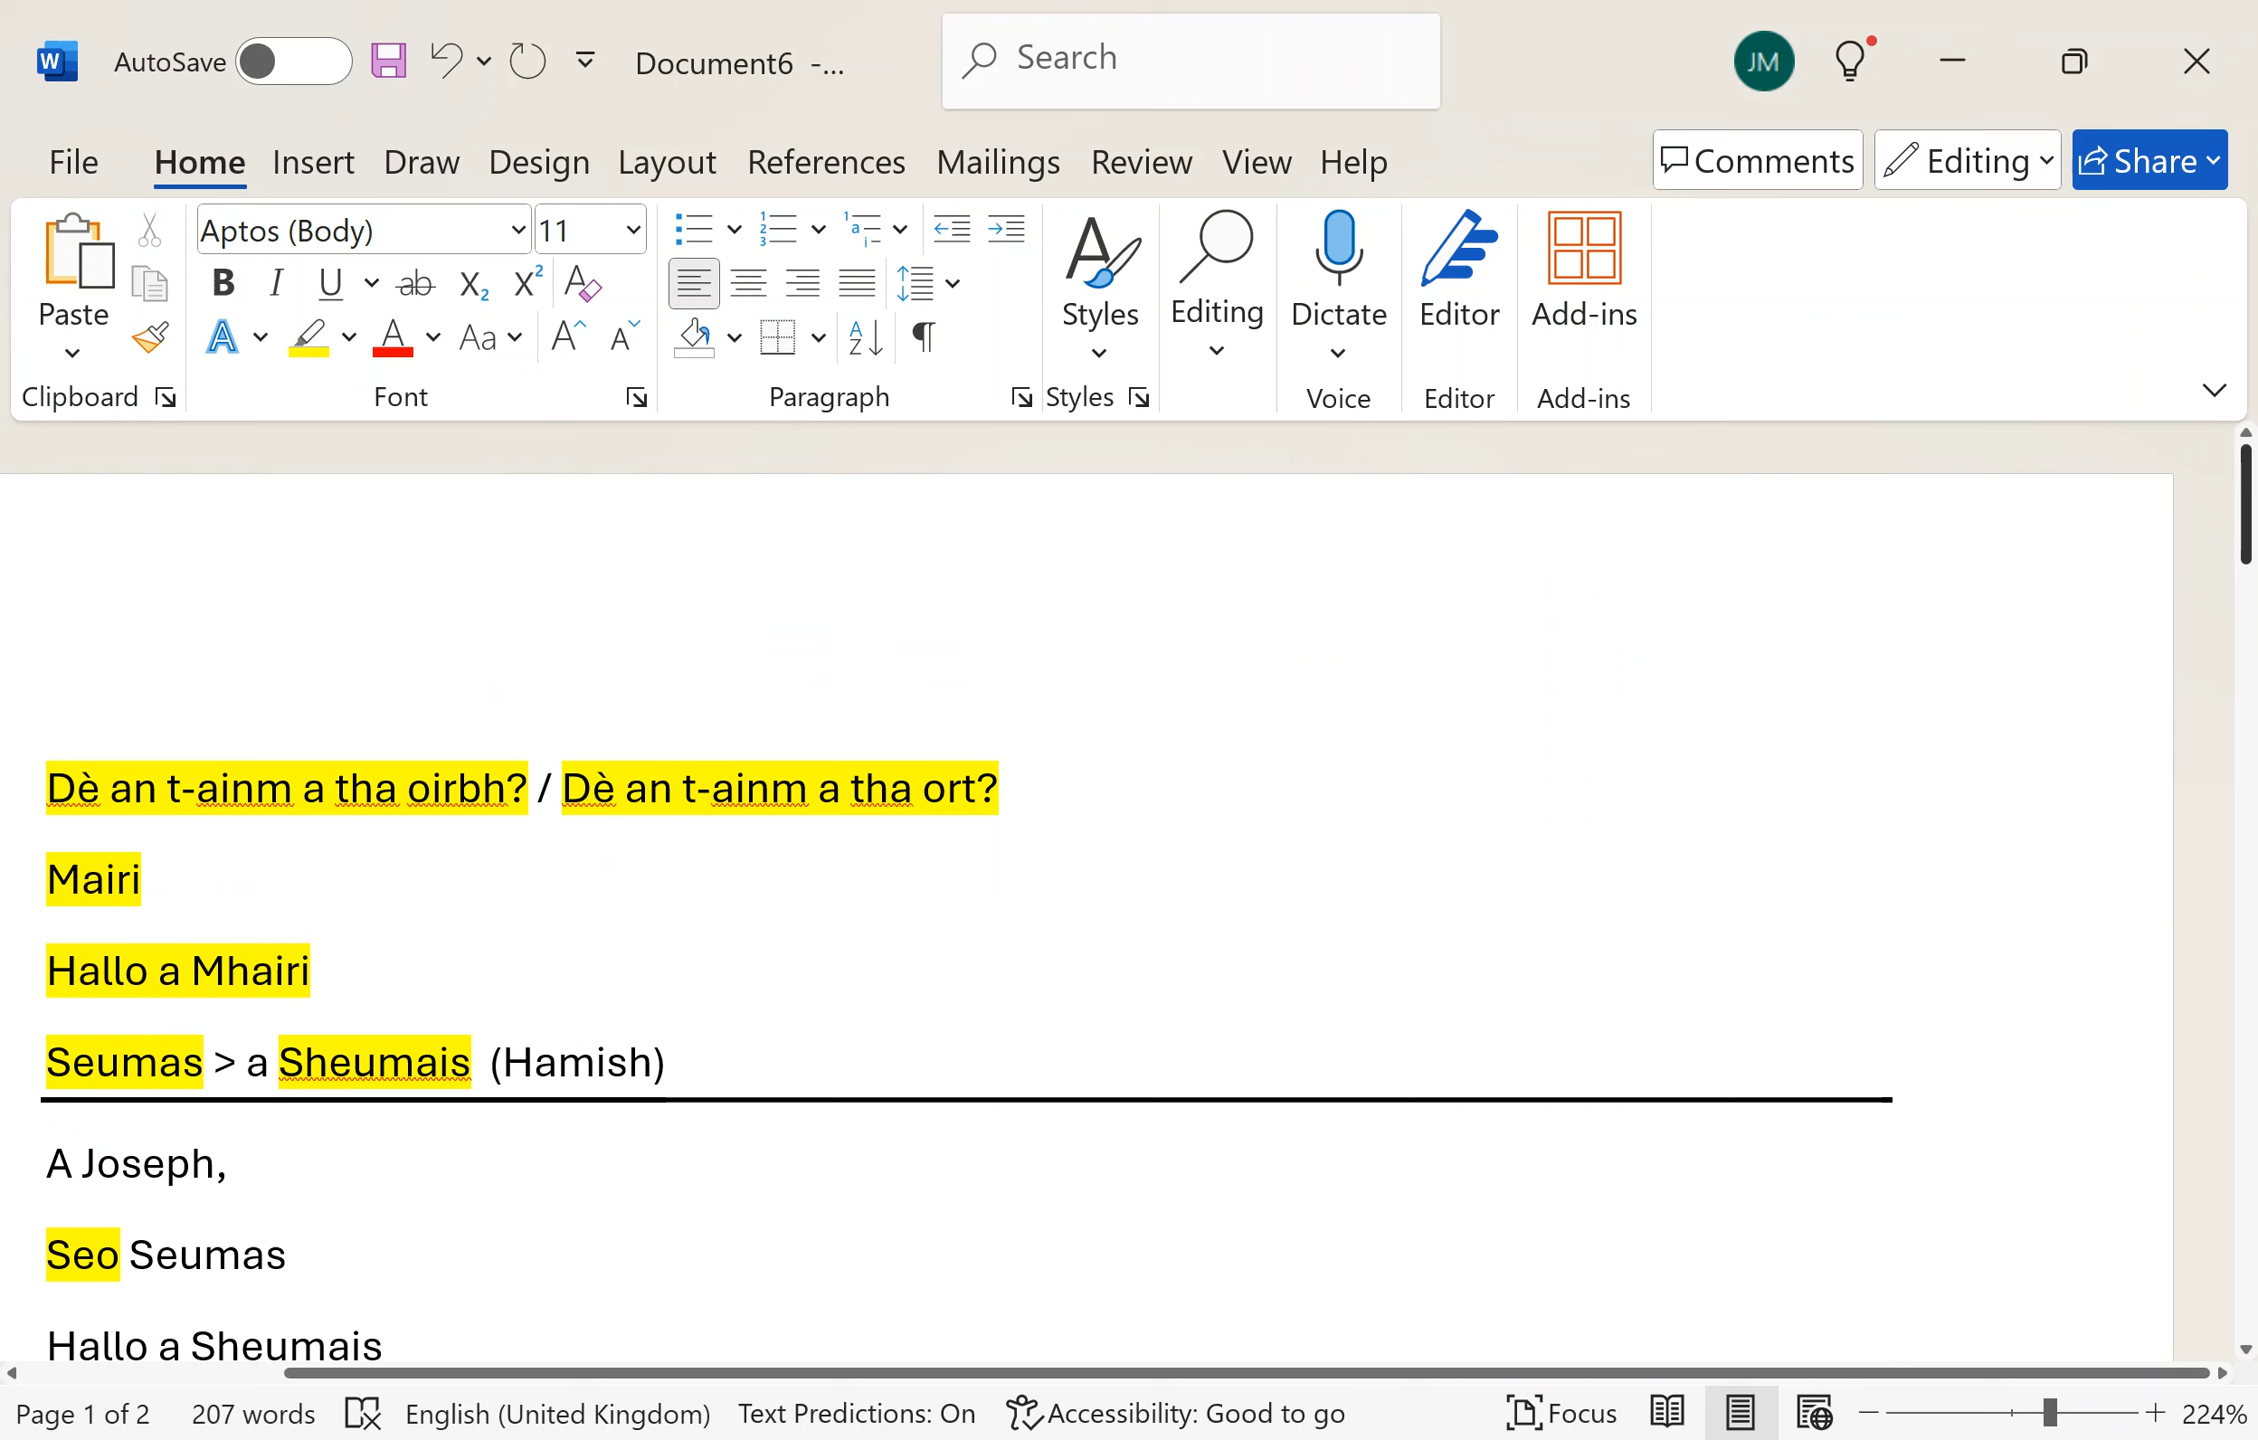 W AutoSave Document6 -... Search JM
File Home Insert Draw Design Layout References Mailings Review View Help Comments Editing Share
Aptos (Body) 11
Paste Styles Editing Dictate Editor Add-ins
Clipboard Font Paragraph Styles Voice Editor Add-ins
Dè an t-ainm a tha oirbh? / Dè an t-ainm a tha ort?
Mairi
Hallo a Mhairi
Seumas > a Sheumais (Hamish)
A Joseph,
Seo Seumas
Hallo a Sheumais
Page 1 of 2 207 words English (United Kingdom) Text Predictions: On Accessibility: Good to go Focus 224%